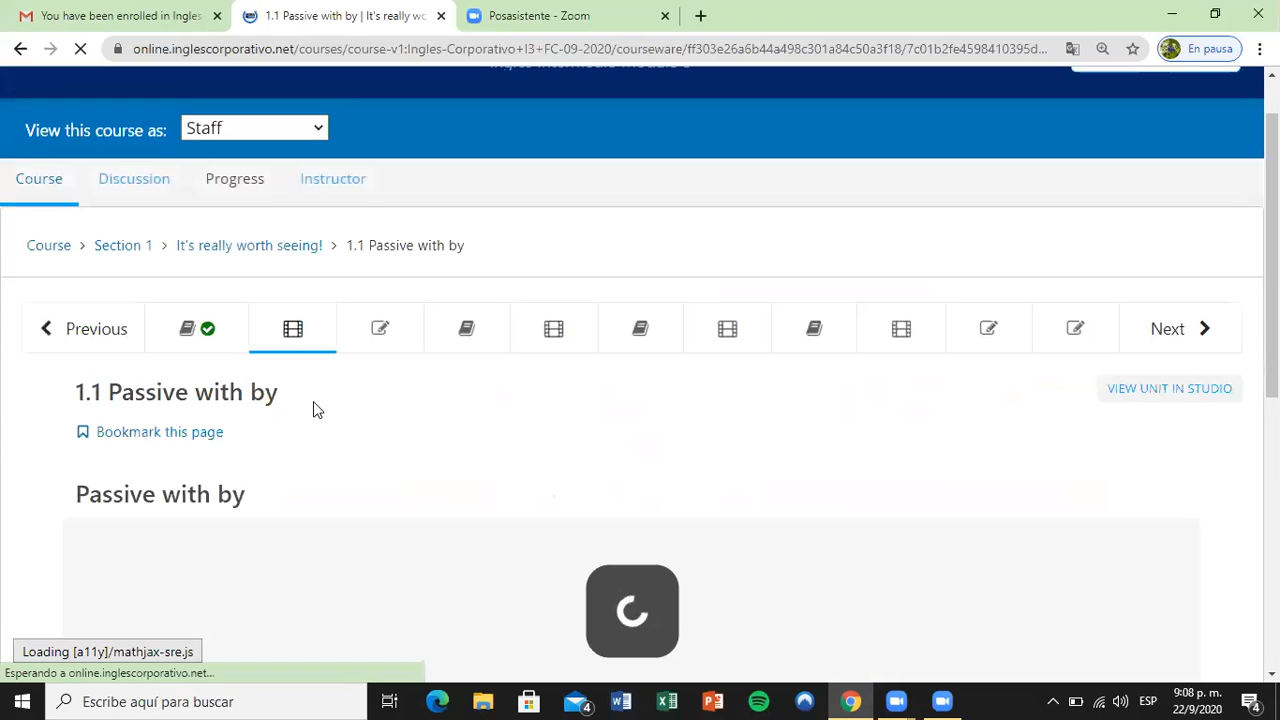 You have been enrolled in Ingles
1.1 Passive with by | It's really wo
Posasistente - Zoom
online.inglescorporativo.net/courses/course-v1:Ingles-Corporativo+I3+FC-09-2020/courseware/ff303e26a6b44a498c301a84c50a3f18/7c01b2fe4598410395d...
En pausa
View this course as: Staff
Course Discussion Progress Instructor
Course > Section 1 > It's really worth seeing! > 1.1 Passive with by
Previous
Next
1.1 Passive with by
VIEW UNIT IN STUDIO
Bookmark this page
Passive with by
Loading [a11y]/mathjax-sre.js
Esperando a online.inglescorporativo.net...
Escribe aquí para buscar
4
ESP
9:08 p. m.
22/9/2020
4